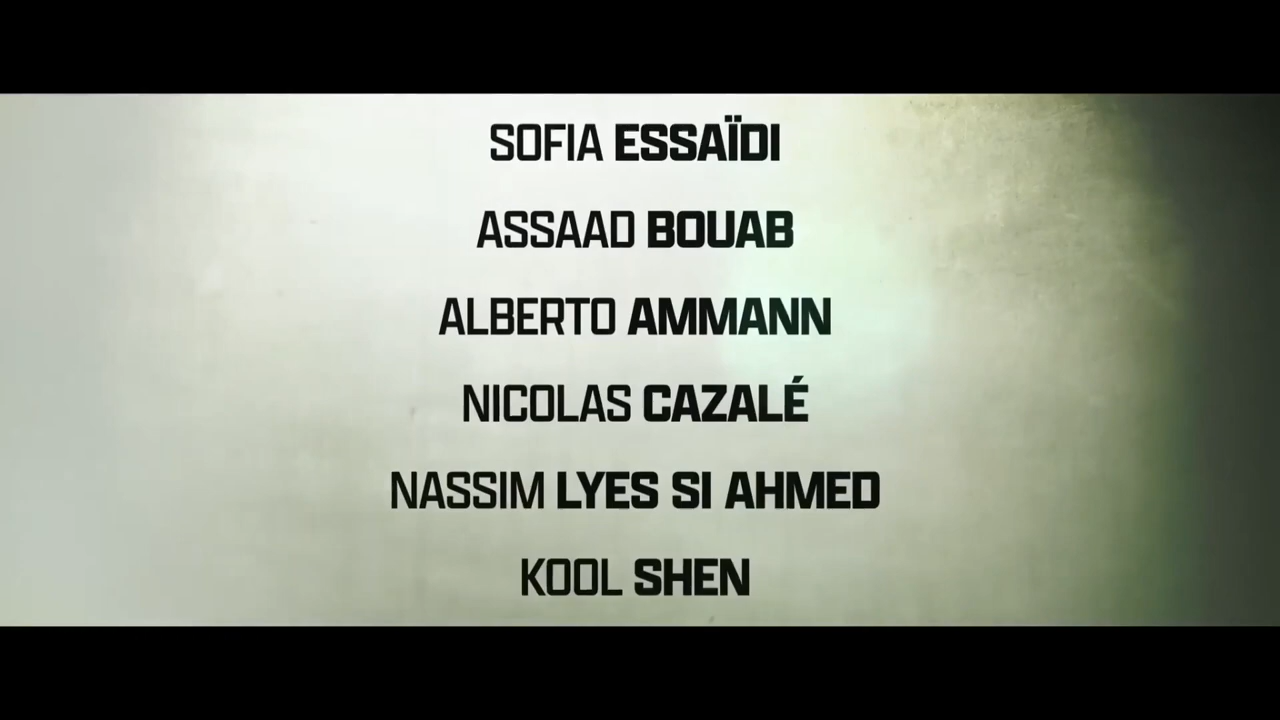 SOFIA ESSAÏDI
ASSAAD BOUAB
ALBERTO AMMANN
NICOLAS CAZALÉ
NASSIM LYES SI AHMED
KOOL SHEN